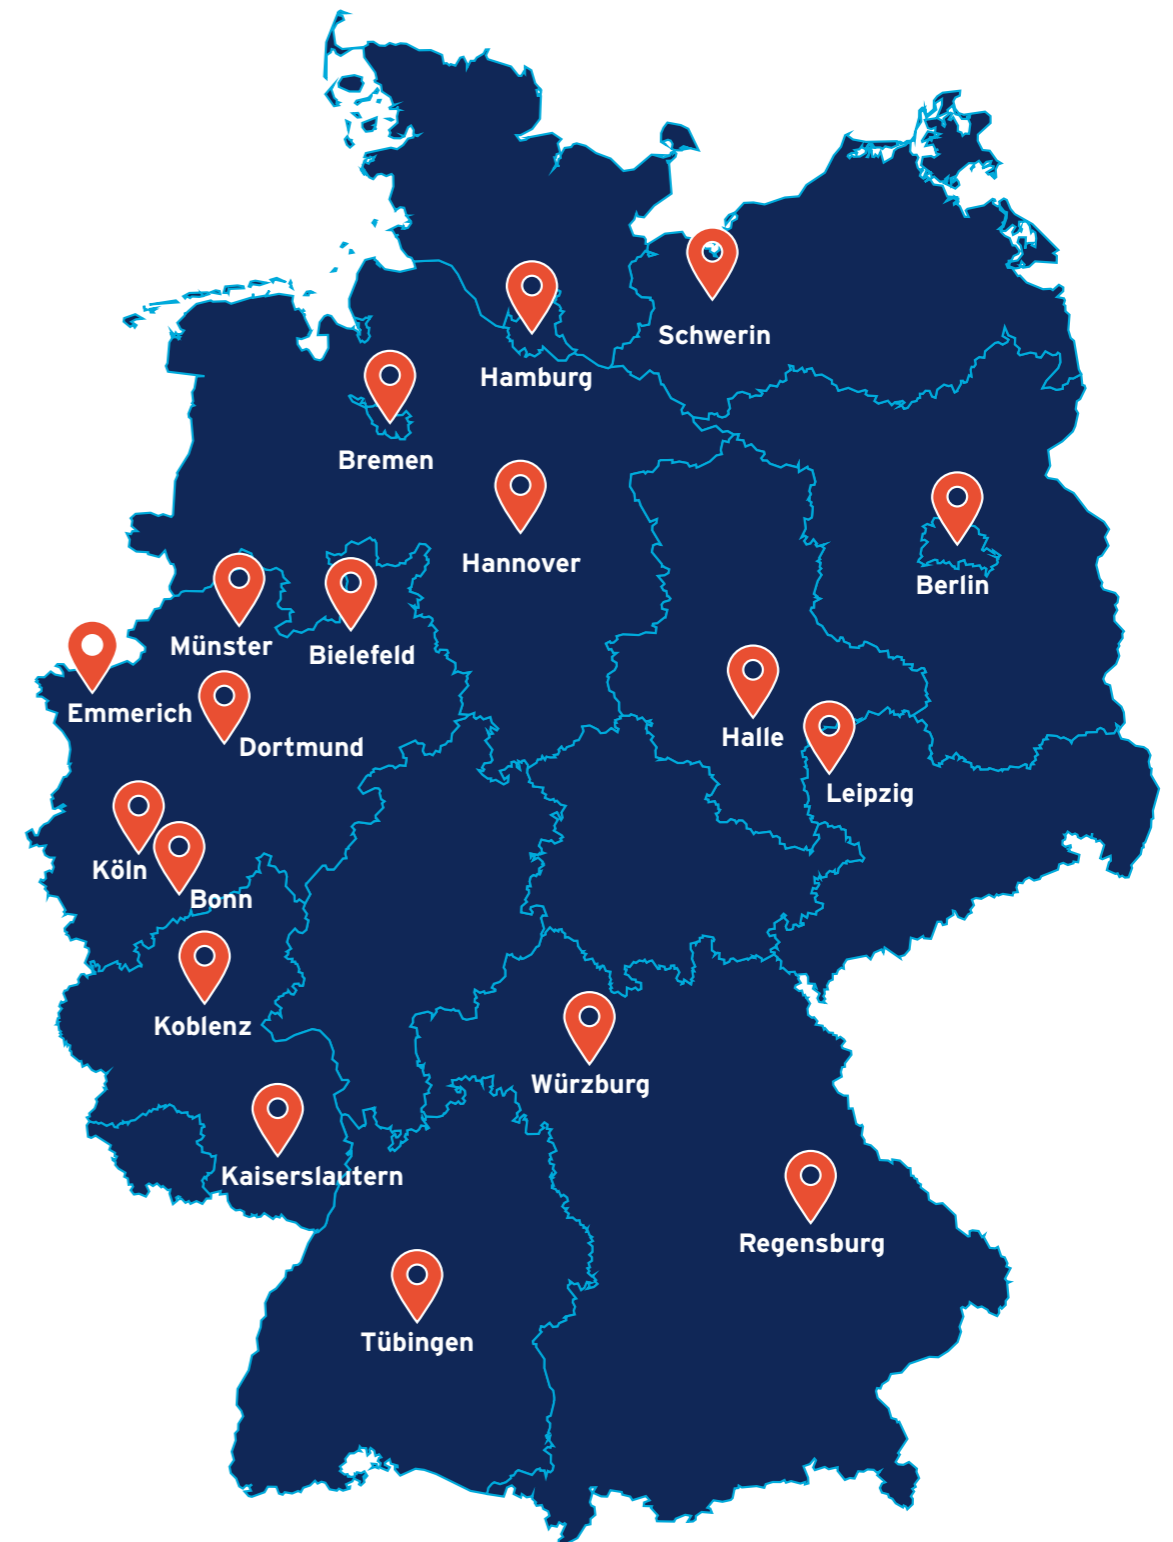 Schwerin
Hamburg
Bremen
Hannover
Berlin
Münster
Bielefeld
Emmerich
Dortmund
Halle
Leipzig
Köln
Bonn
Koblenz
Würzburg
Kaiserslautern
Regensburg
Tübingen